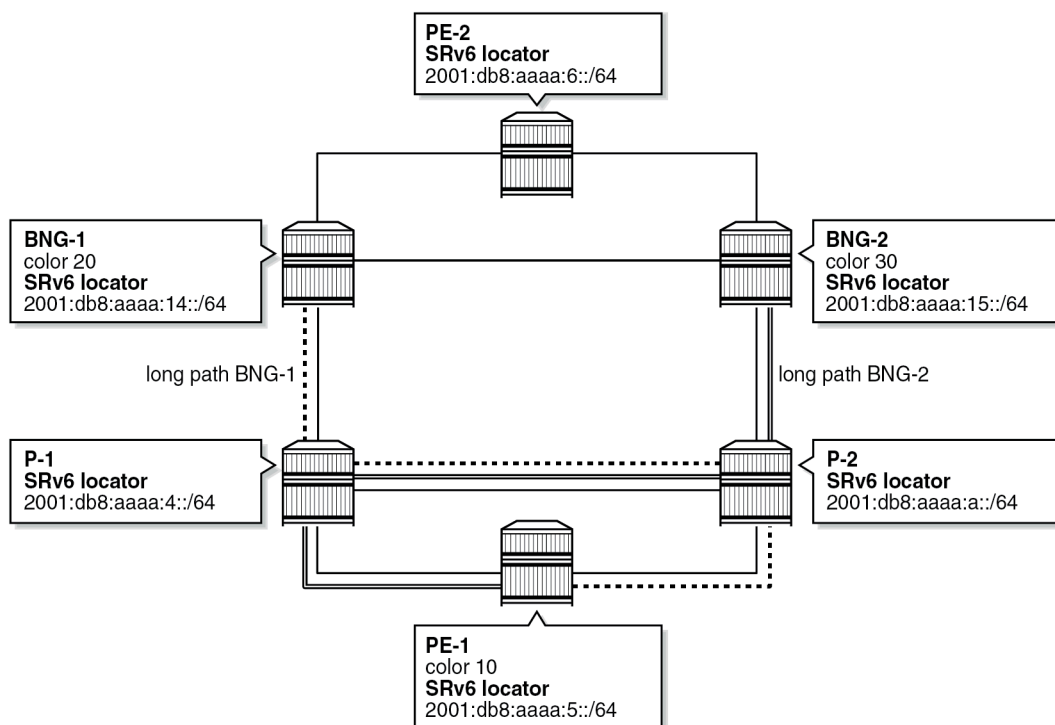 PE-2
SRv6 locator
2001:db8:aaaa:6::/64
BNG-1
color 20
SRv6 locator
2001:db8:aaaa:14::/64
BNG-2
color 30
SRv6 locator
2001:db8:aaaa:15::/64
long path BNG-1
long path BNG-2
P-1
SRv6 locator
2001:db8:aaaa:4::/64
P-2
SRv6 locator
2001:db8:aaaa:a::/64
PE-1
color 10
SRv6 locator
2001:db8:aaaa:5::/64